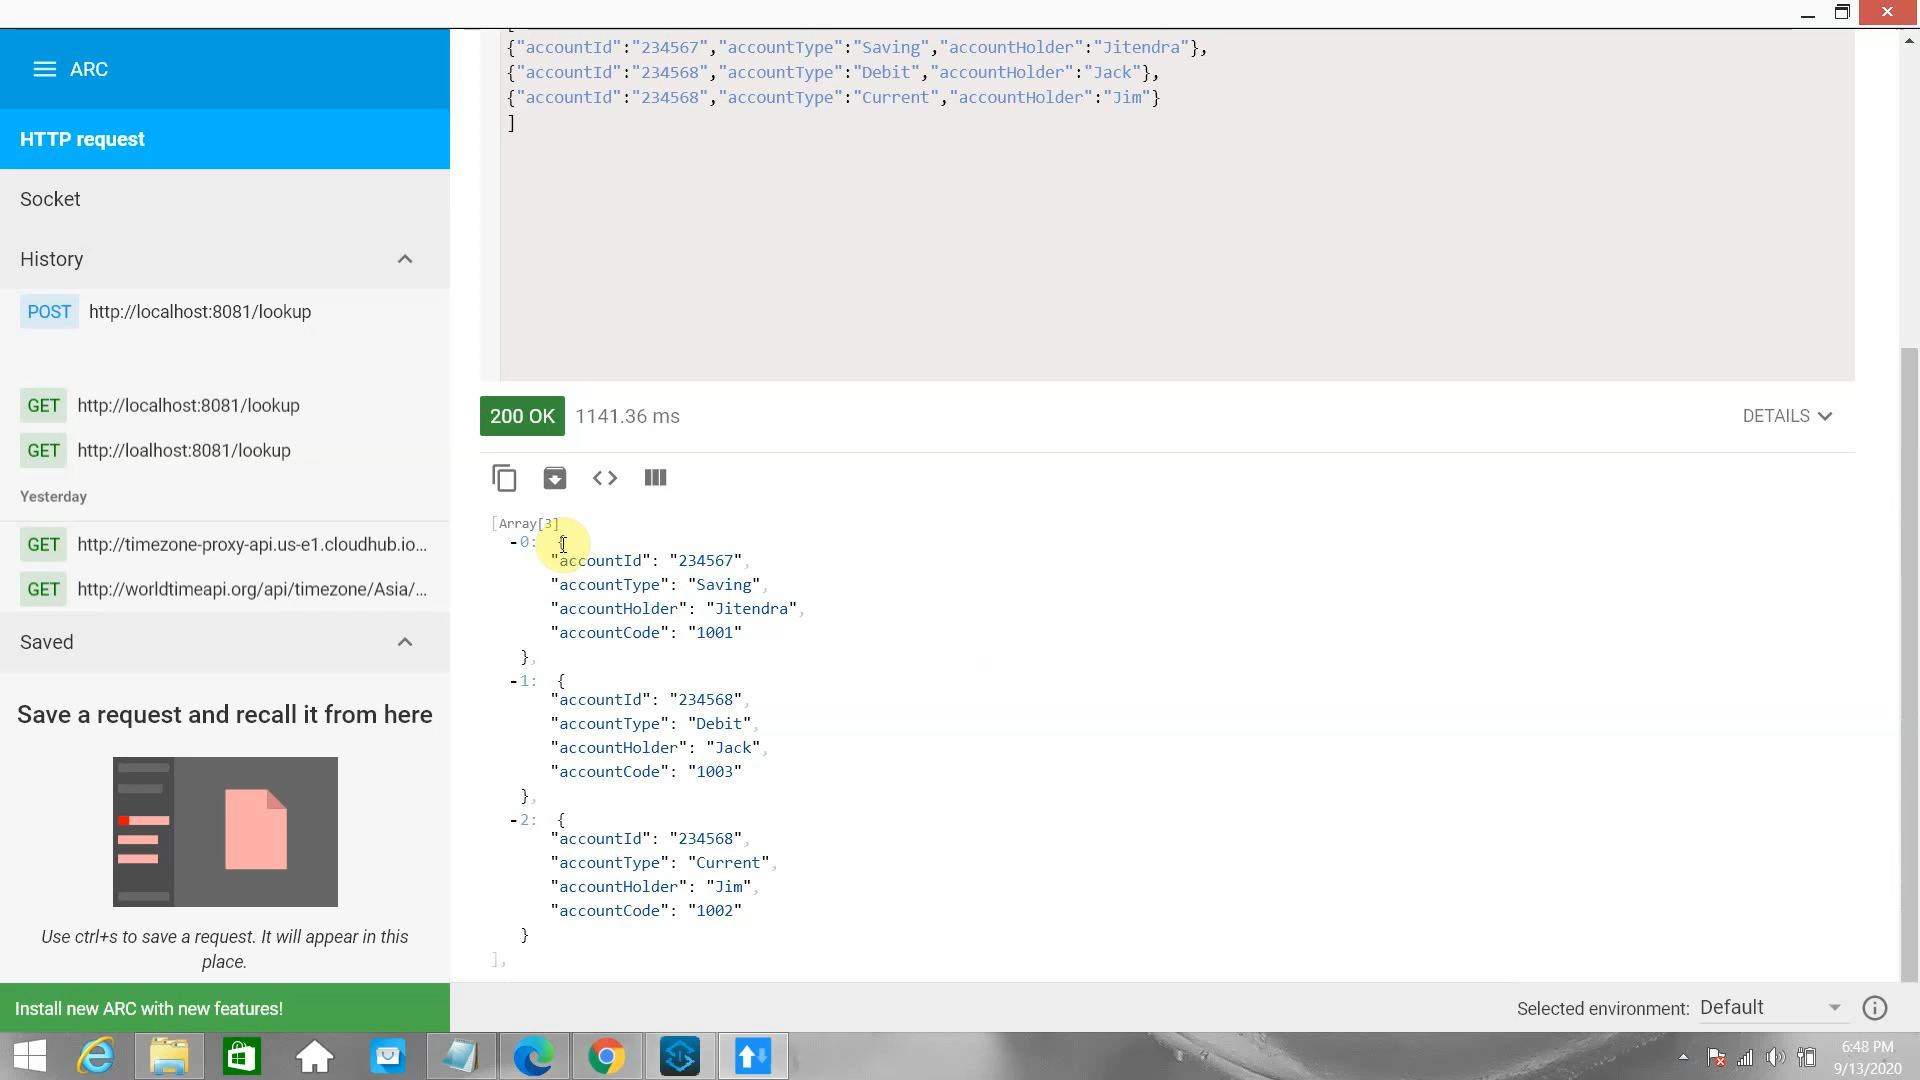 ARC
HTTP request
Socket
History
POST http://localhost:8081/lookup
GET http://localhost:8081/lookup
GET http://loalhost:8081/lookup
Yesterday
GET http://timezone-proxy-api.us-e1.cloudhub.io...
GET http://worldtimeapi.org/api/timezone/Asia/...
Saved
Save a request and recall it from here
Use ctrl+s to save a request. It will appear in this
place.
Install new ARC with new features!
{"accountId":"234567","accountType":"Saving","accountHolder":"Jitendra"},
{"accountId":"234568","accountType":"Debit","accountHolder":"Jack"},
{"accountId":"234568","accountType":"Current","accountHolder":"Jim"}
]
200 OK 1141.36 ms
DETAILS
[Array[3]
-0: {
"accountId": "234567",
"accountType": "Saving",
"accountHolder": "Jitendra",
"accountCode": "1001"
},
-1: {
"accountId": "234568",
"accountType": "Debit",
"accountHolder": "Jack",
"accountCode": "1003"
},
-2: {
"accountId": "234568",
"accountType": "Current",
"accountHolder": "Jim",
"accountCode": "1002"
}
],
Selected environment: Default
6:48 PM
9/13/2020